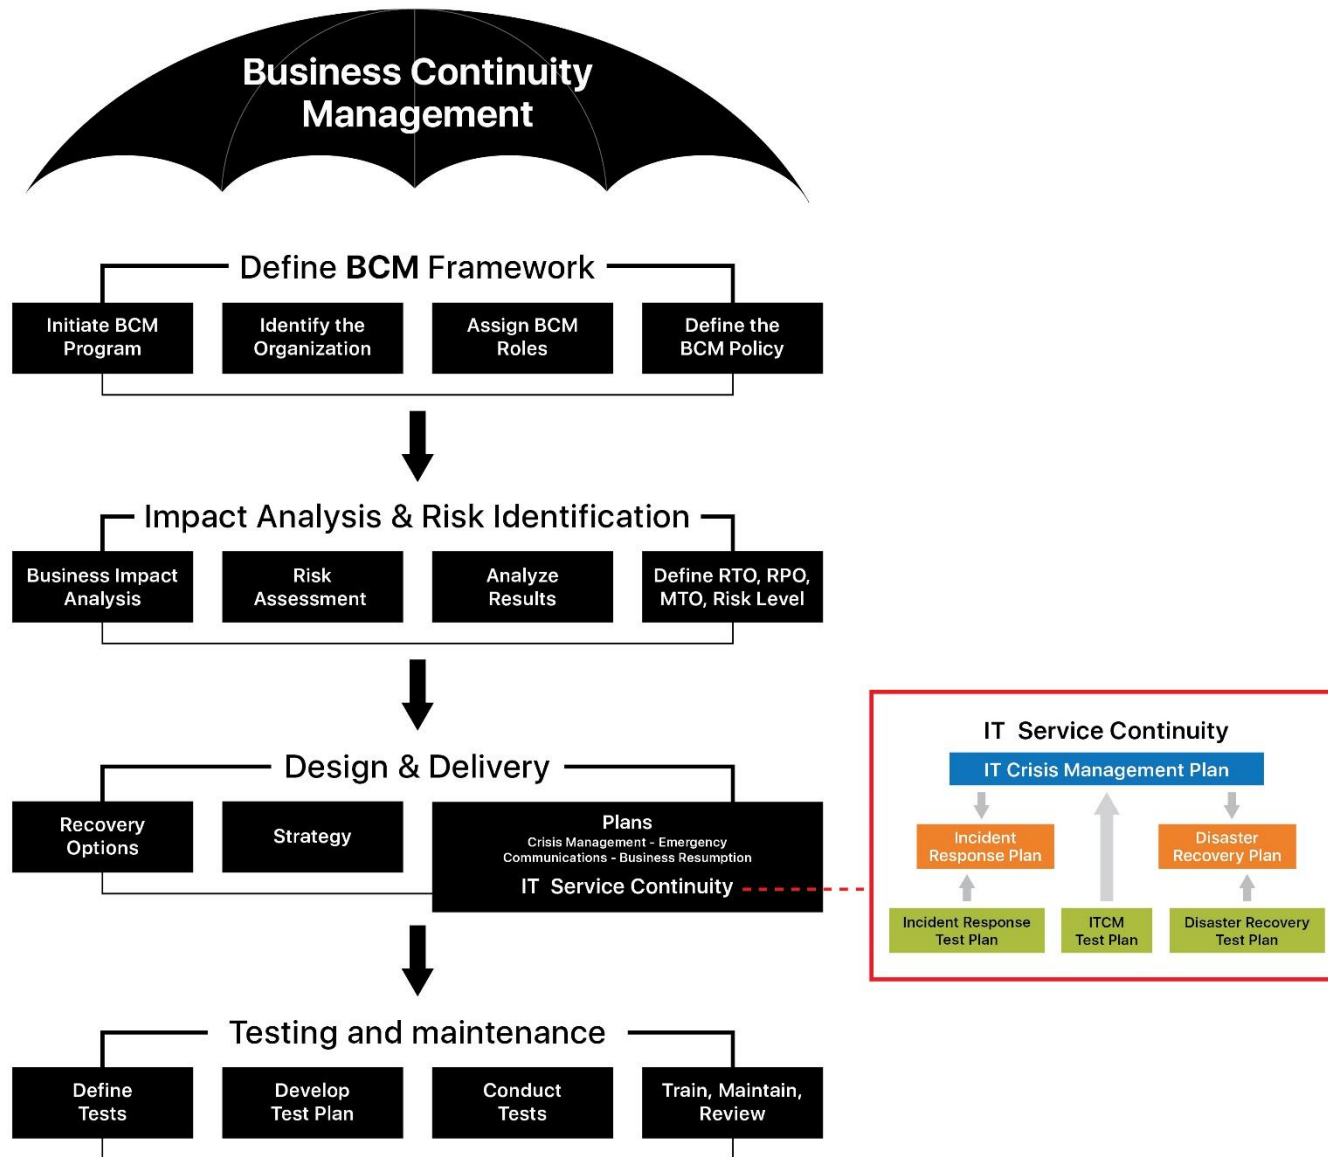 Business Continuity
Management
Define BCM Framework
Initiate BCM
Program
Identify the
Organization
Assign BCM
Roles
Define the
BCM Policy
Impact Analysis & Risk Identification
Business Impact
Analysis
Risk
Assessment
Analyze
Results
Define RTO, RPO,
MTO, Risk Level
Design & Delivery
Recovery
Options
Strategy
Plans
Crisis Management - Emergency
Communications - Business Resumption
IT Service Continuity
IT Service Continuity
IT Crisis Management Plan
Incident
Response Plan
Disaster
Recovery Plan
Incident Response
Test Plan
ITCM
Test Plan
Disaster Recovery
Test Plan
Testing and maintenance
Define
Tests
Develop
Test Plan
Conduct
Tests
Train, Maintain,
Review